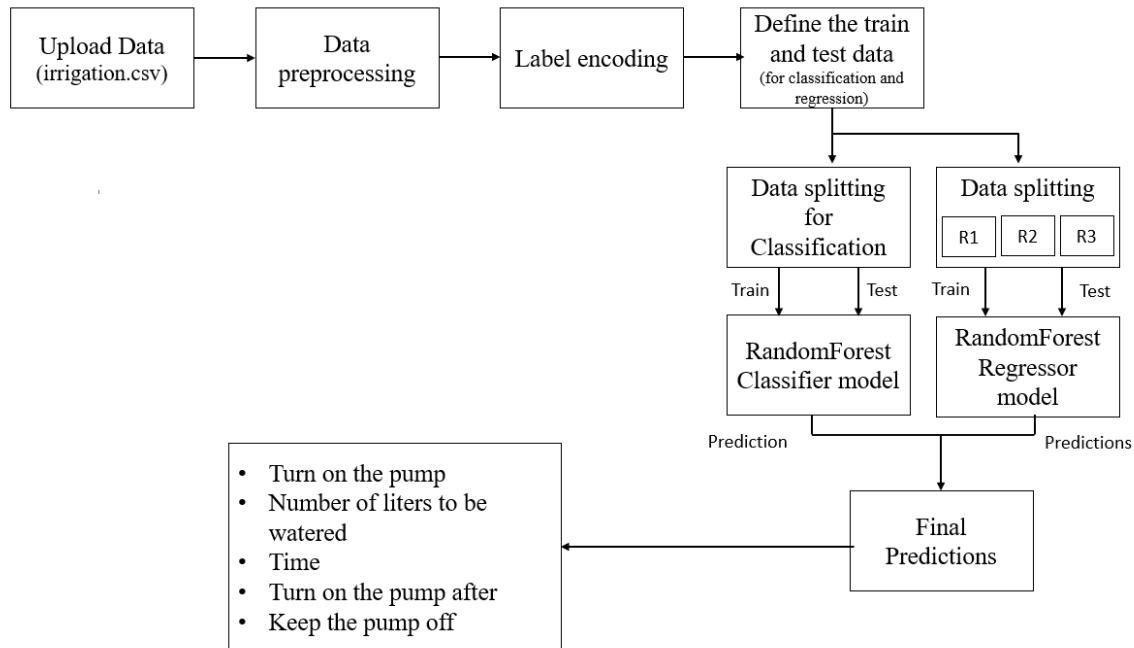 Upload Data
(irrigation.csv)
Data
preprocessing
Label encoding
Define the train
and test data
(for classification and
regression)
Data splitting
for
Classification
Data splitting
R1
R2
R3
Train
Test
Train
Test
RandomForest
Classifier model
RandomForest
Regressor
model
Prediction
Predictions
Final
Predictions
• Turn on the pump
• Number of liters to be
watered
• Time
• Turn on the pump after
• Keep the pump off